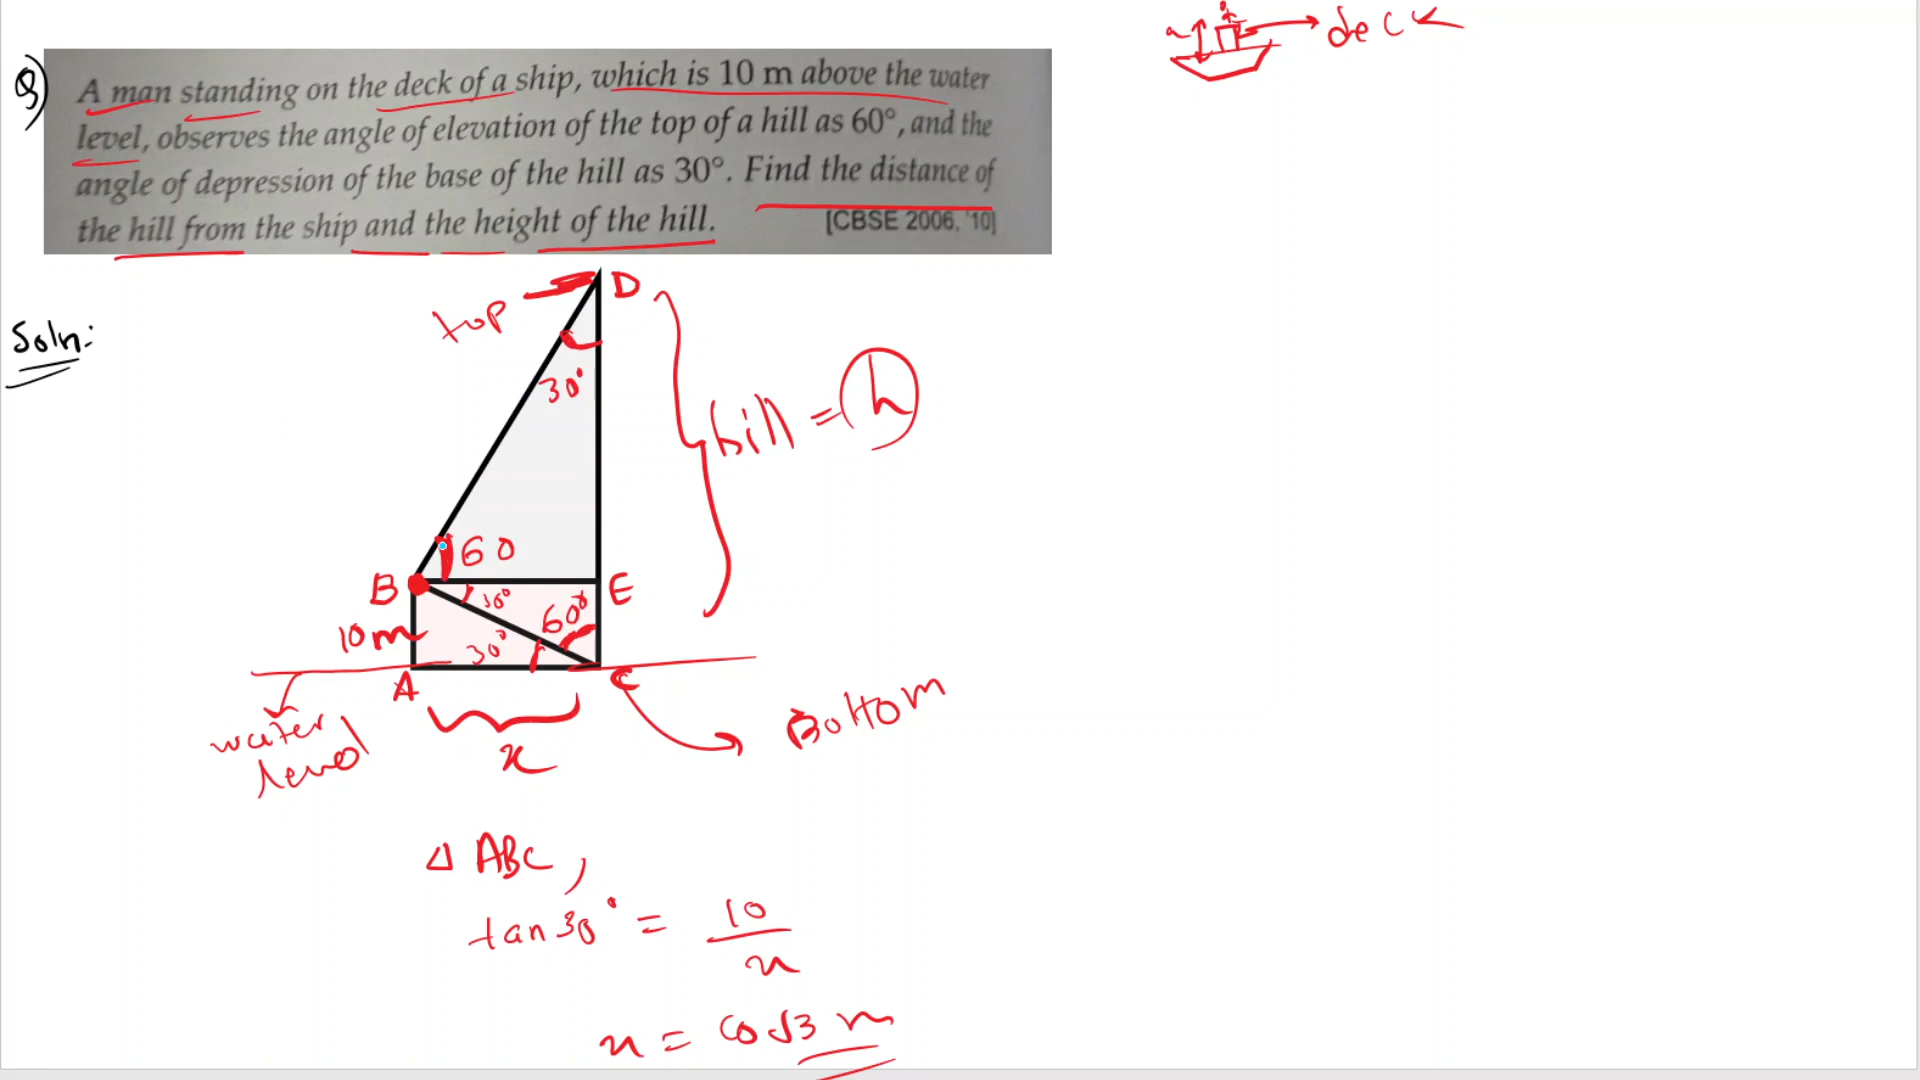 deck
Q)
A man standing on the deck of a ship, which is 10 m above the water
level, observes the angle of elevation of the top of a hill as 60°, and the
angle of depression of the base of the hill as 30°. Find the distance of
the hill from the ship and the height of the hill.
[CBSE 2006, '10]
Soln:
top
D
30°
hill = h
60
B
E
30°
60°
10m
30°
A
C
water
level
x
Bottom
Δ ABC,
tan 30° = 10/x
x = 10√3 m